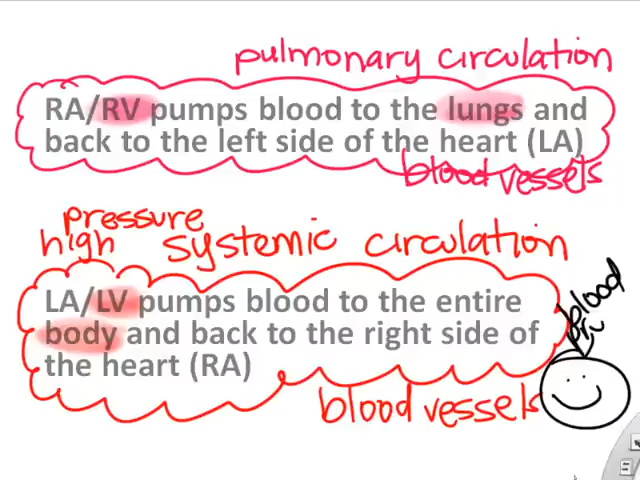 pulmonary circulation
RA/RV pumps blood to the lungs and
back to the left side of the heart (LA)
blood vessels
pressure
high systemic circulation
LA/LV pumps blood to the entire
body and back to the right side of
the heart (RA)
blood vessels
blood